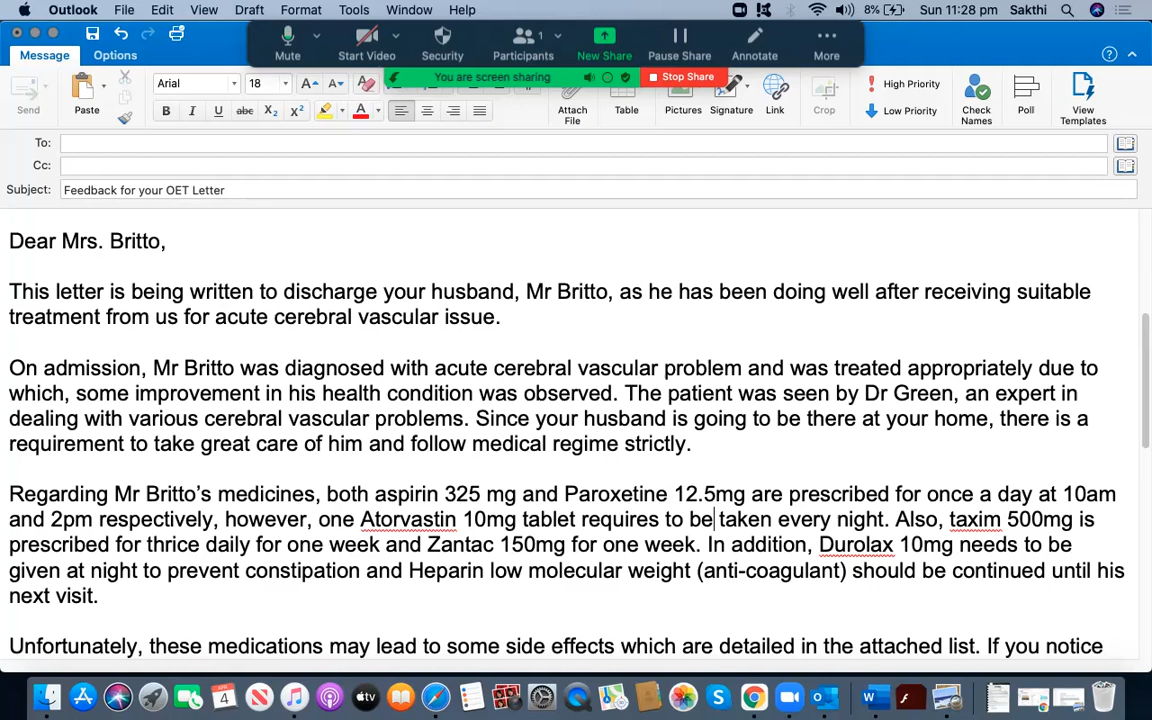 Outlook File Edit View Draft Format Tools Window Help 8% Sun 11:28 pm Sakthi
Mute Start Video Security Participants 1 New Share Pause Share Annotate More
Message Options
You are screen sharing Stop Share
Send Paste Arial 18 Attach File Table Pictures Signature Link Crop High Priority Low Priority Check Names Poll View Templates
B I U abc X2 X2 A
To:
Cc:
Subject: Feedback for your OET Letter
Dear Mrs. Britto,
This letter is being written to discharge your husband, Mr Britto, as he has been doing well after receiving suitable
treatment from us for acute cerebral vascular issue.
On admission, Mr Britto was diagnosed with acute cerebral vascular problem and was treated appropriately due to
which, some improvement in his health condition was observed. The patient was seen by Dr Green, an expert in
dealing with various cerebral vascular problems. Since your husband is going to be there at your home, there is a
requirement to take great care of him and follow medical regime strictly.
Regarding Mr Britto’s medicines, both aspirin 325 mg and Paroxetine 12.5mg are prescribed for once a day at 10am
and 2pm respectively, however, one Atorvastin 10mg tablet requires to be taken every night. Also, taxim 500mg is
prescribed for thrice daily for one week and Zantac 150mg for one week. In addition, Durolax 10mg needs to be
given at night to prevent constipation and Heparin low molecular weight (anti-coagulant) should be continued until his
next visit.
Unfortunately, these medications may lead to some side effects which are detailed in the attached list. If you notice